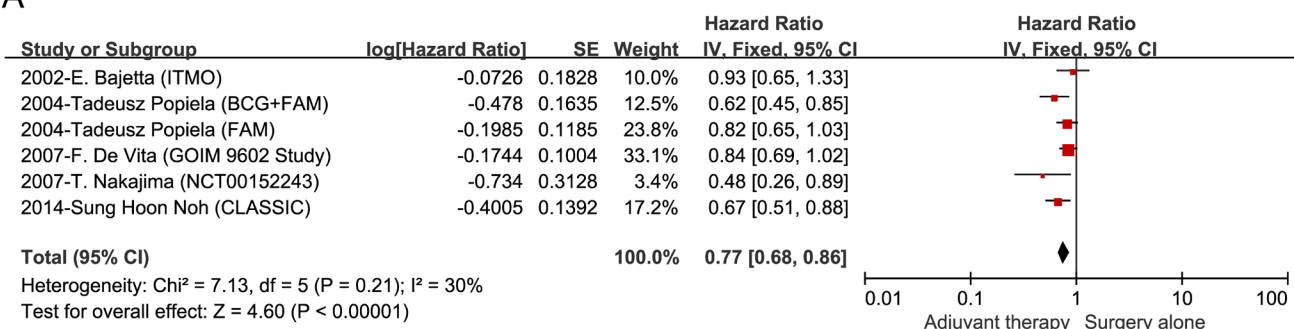 A
Hazard Ratio Hazard Ratio
Study or Subgroup log[Hazard Ratio] SE Weight IV, Fixed, 95% CI IV, Fixed, 95% CI
2002-E. Bajetta (ITMO) -0.0726 0.1828 10.0% 0.93 [0.65, 1.33]
2004-Tadeusz Popiela (BCG+FAM) -0.478 0.1635 12.5% 0.62 [0.45, 0.85]
2004-Tadeusz Popiela (FAM) -0.1985 0.1185 23.8% 0.82 [0.65, 1.03]
2007-F. De Vita (GOIM 9602 Study) -0.1744 0.1004 33.1% 0.84 [0.69, 1.02]
2007-T. Nakajima (NCT00152243) -0.734 0.3128 3.4% 0.48 [0.26, 0.89]
2014-Sung Hoon Noh (CLASSIC) -0.4005 0.1392 17.2% 0.67 [0.51, 0.88]
Total (95% CI) 100.0% 0.77 [0.68, 0.86]
Heterogeneity: Chi² = 7.13, df = 5 (P = 0.21); I² = 30%
Test for overall effect: Z = 4.60 (P < 0.00001)
0.01 0.1 1 10 100
Adjuvant therapy Surgery alone